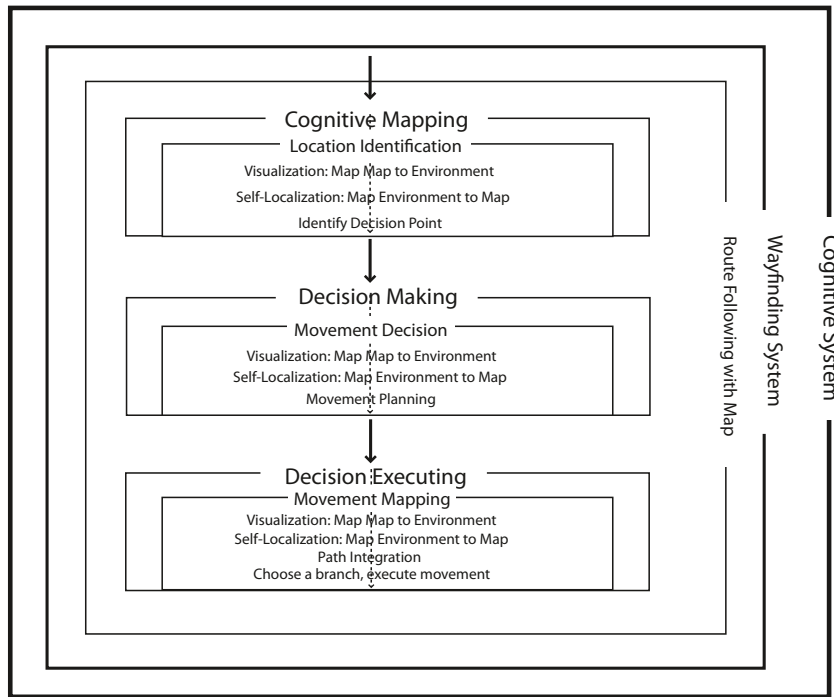 Cognitive Mapping
Location Identification
Visualization: Map Map to Environment
Self-Localization: Map Environment to Map
Identify Decision Point
Decision Making
Movement Decision
Visualization: Map Map to Environment
Self-Localization: Map Environment to Map
Movement Planning
Decision Executing
Movement Mapping
Visualization: Map Map to Environment
Self-Localization: Map Environment to Map
Path Integration
Choose a branch, execute movement
Route Following with Map
Wayfinding System
Cognitive System